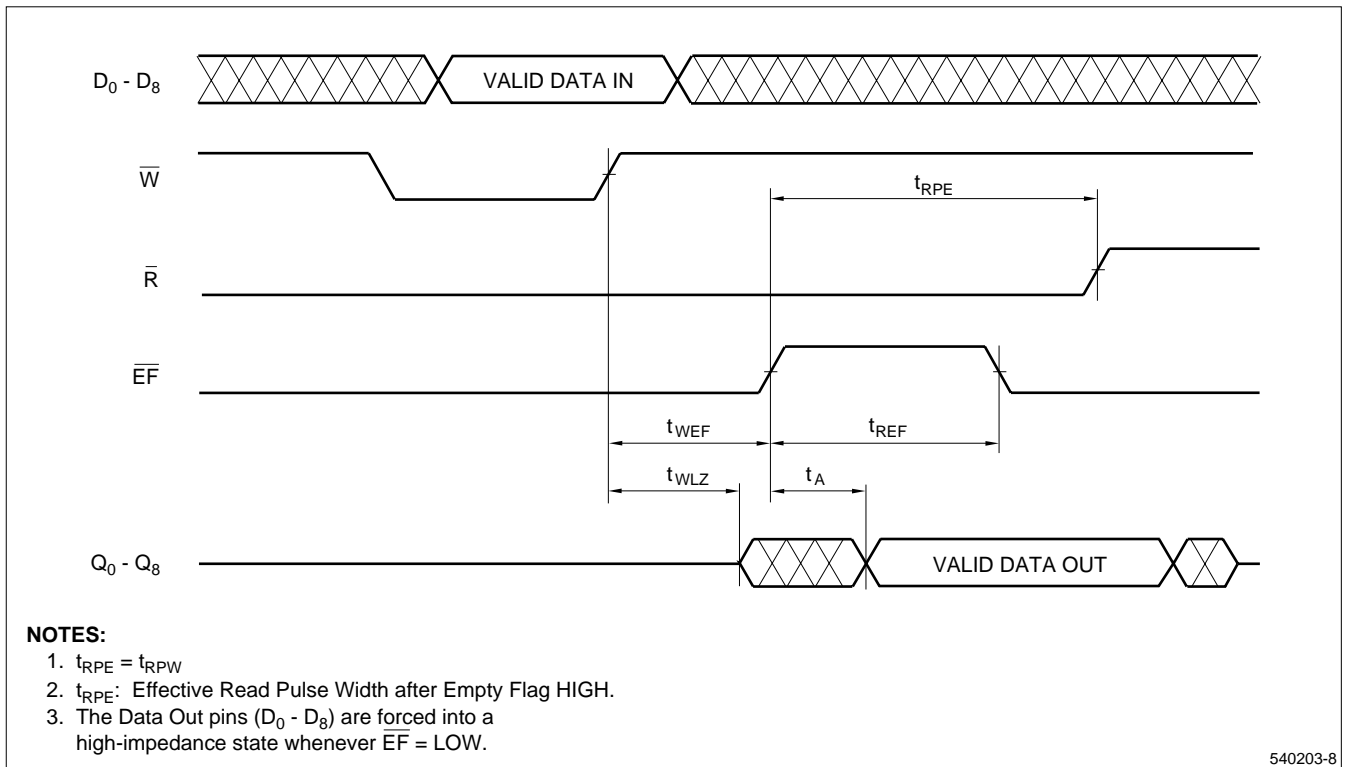 D0 - D8
VALID DATA IN
W̅
tRPE
R̅
E̅F̅
tWEF
tREF
tWLZ
tA
Q0 - Q8
VALID DATA OUT
NOTES:
1. tRPE = tRPW
2. tRPE: Effective Read Pulse Width after Empty Flag HIGH.
3. The Data Out pins (D0 - D8) are forced into a
high-impedance state whenever E̅F̅ = LOW.
540203-8